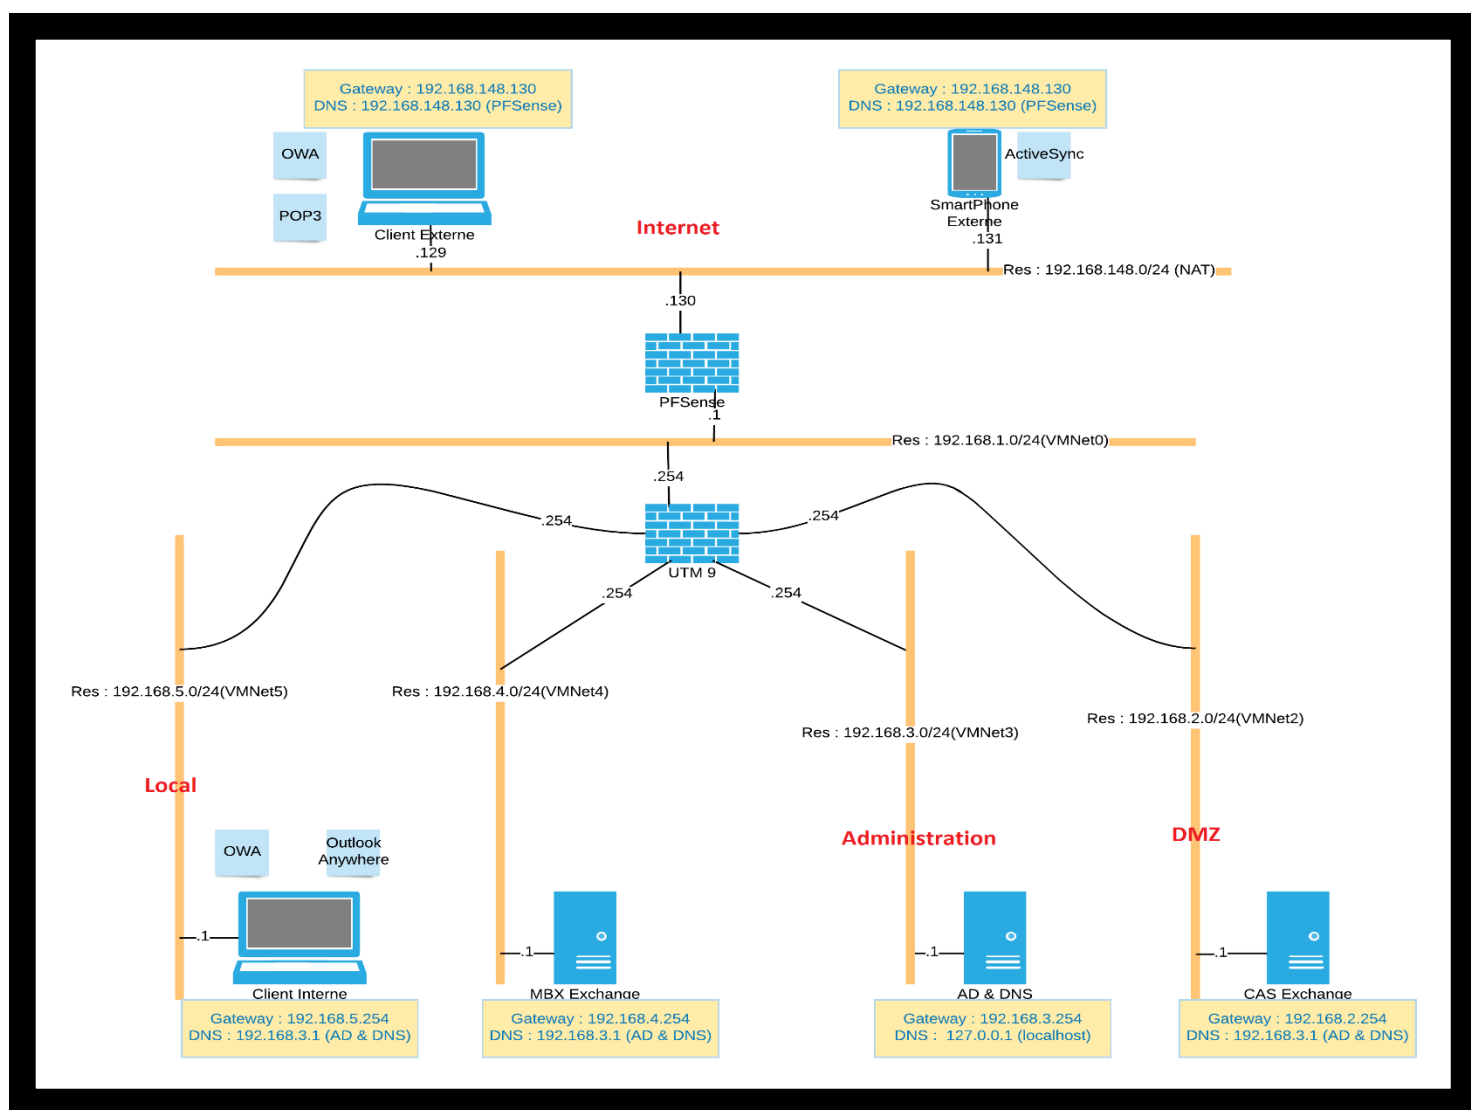 Gateway : 192.168.148.130
DNS : 192.168.148.130 (PFSense)
Gateway : 192.168.148.130
DNS : 192.168.148.130 (PFSense)
OWA
POP3
Client Externe
.129
ActiveSync
SmartPhone
Externe
.131
Internet
Res : 192.168.148.0/24 (NAT)
.130
PFSense
.1
Res : 192.168.1.0/24(VMNet0)
.254
.254
.254
UTM 9
.254
.254
Res : 192.168.5.0/24(VMNet5)
Res : 192.168.4.0/24(VMNet4)
Res : 192.168.3.0/24(VMNet3)
Res : 192.168.2.0/24(VMNet2)
Local
Administration
DMZ
OWA
Outlook
Anywhere
.1
.1
.1
.1
Client Interne
MBX Exchange
AD & DNS
CAS Exchange
Gateway : 192.168.5.254
DNS : 192.168.3.1 (AD & DNS)
Gateway : 192.168.4.254
DNS : 192.168.3.1 (AD & DNS)
Gateway : 192.168.3.254
DNS : 127.0.0.1 (localhost)
Gateway : 192.168.2.254
DNS : 192.168.3.1 (AD & DNS)